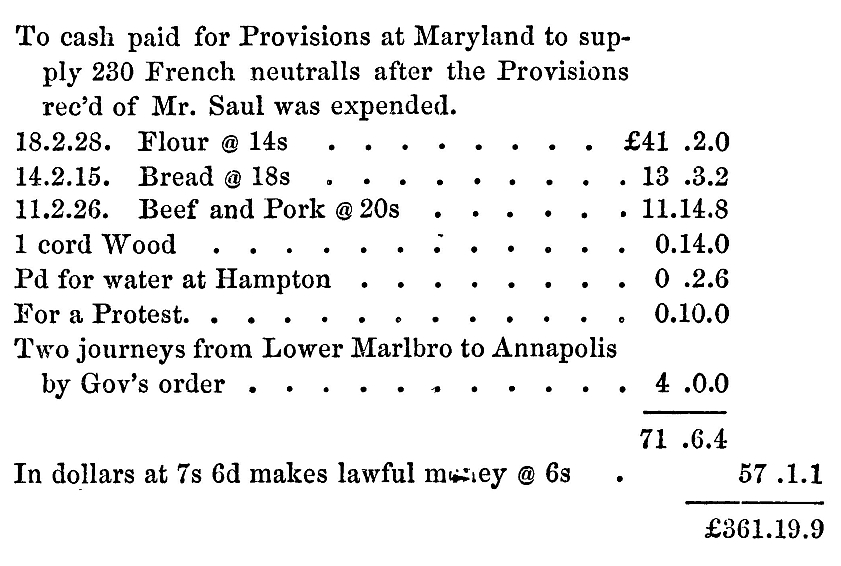 To cash paid for Provisions at Maryland to sup-
ply 230 French neutralls after the Provisions
rec'd of Mr. Saul was expended.
18.2.28. Flour @ 14s . . . . . . . . £41 .2.0
14.2.15. Bread @ 18s . . . . . . . . . 13 .3.2
11.2.26. Beef and Pork @ 20s . . . . . . 11.14.8
1 cord Wood . . . . . . . . . . . . 0.14.0
Pd for water at Hampton . . . . . . . . 0 .2.6
For a Protest. . . . . . . . . . . . . . 0.10.0
Two journeys from Lower Marlbro to Annapolis
by Gov's order . . . . . . . . . . . 4 .0.0
71 .6.4
In dollars at 7s 6d makes lawful money @ 6s . 57 .1.1
£361.19.9